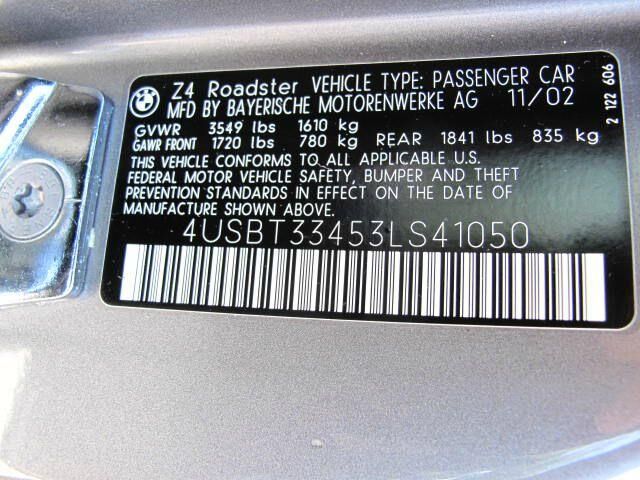 Z4 Roadster VEHICLE TYPE: PASSENGER CAR
MFD BY BAYERISCHE MOTORENWERKE AG 11/02
GVWR 3549 lbs 1610 kg
GAWR FRONT 1720 lbs 780 kg REAR 1841 lbs 835 kg
THIS VEHICLE CONFORMS TO ALL APPLICABLE U.S.
FEDERAL MOTOR VEHICLE SAFETY, BUMPER AND THEFT
PREVENTION STANDARDS IN EFFECT ON THE DATE OF
MANUFACTURE SHOWN ABOVE.
4USBT33453LS41050
2 122 606